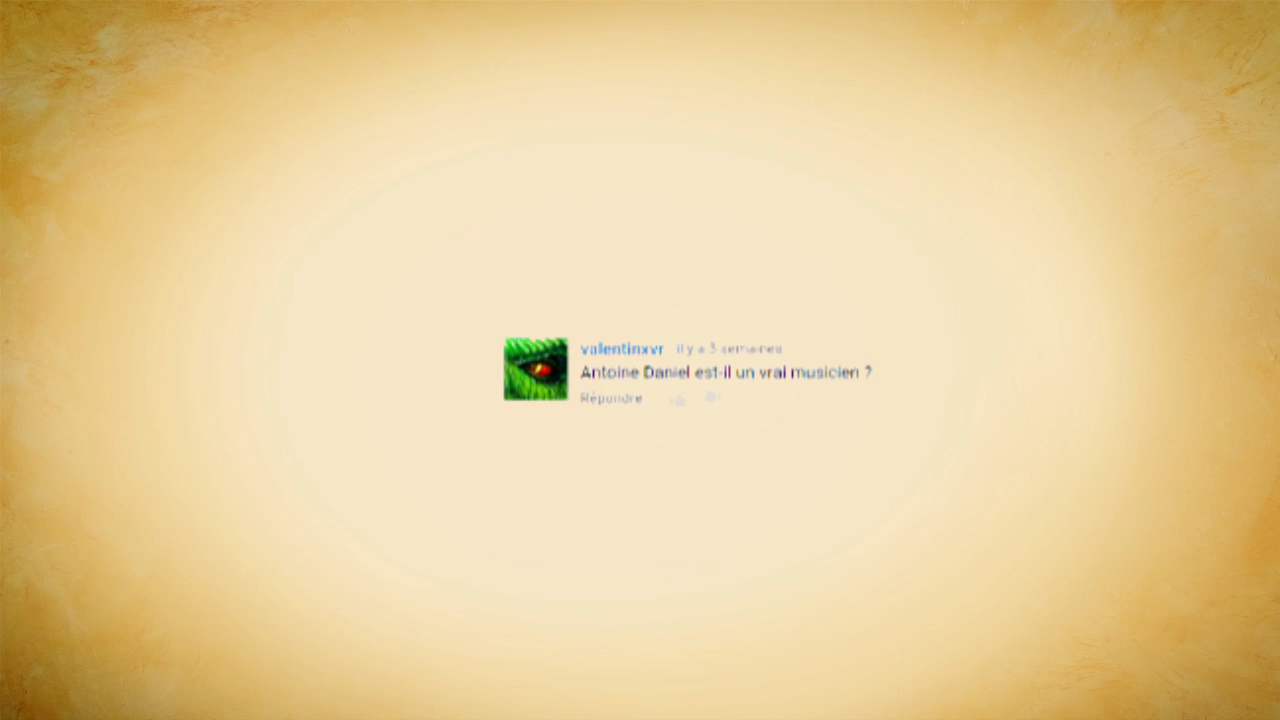 valentinxvr il y a 3 semaines
Antoine Daniel est-il un vrai musicien ?
Répondre